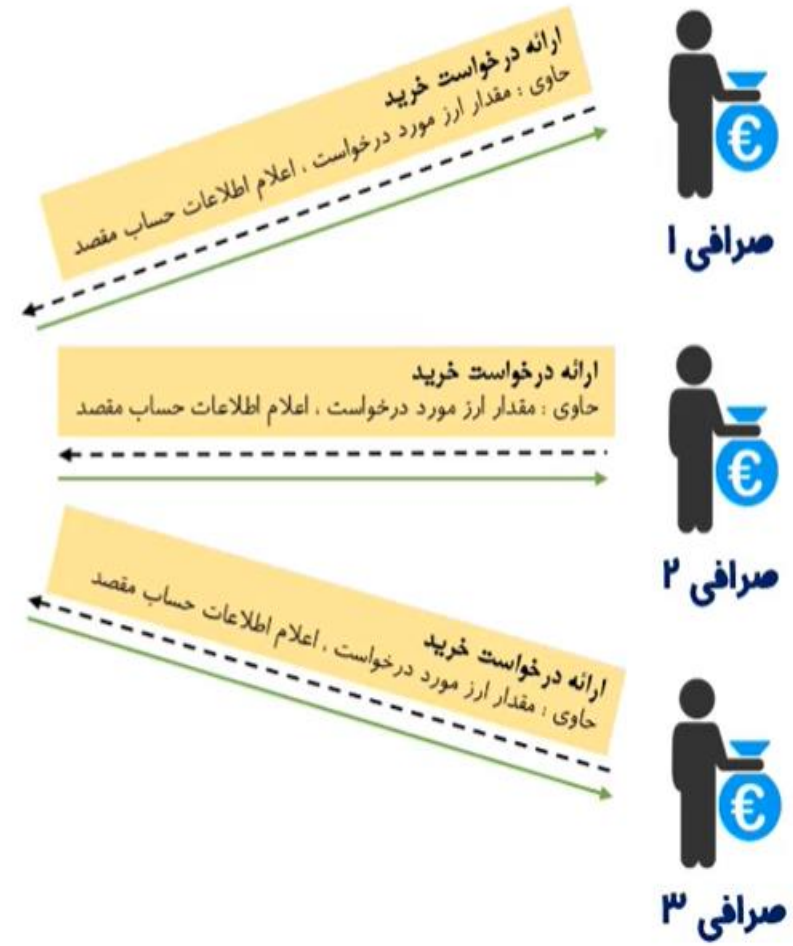 ارائه درخواست خرید
حاوی : مقدار ارز مورد درخواست ، اعلام اطلاعات حساب مقصد
صرافی ۱
ارائه درخواست خرید
حاوی : مقدار ارز مورد درخواست ، اعلام اطلاعات حساب مقصد
صرافی ۲
ارائه درخواست خرید
حاوی : مقدار ارز مورد درخواست ، اعلام اطلاعات حساب مقصد
صرافی ۳
€
€
€